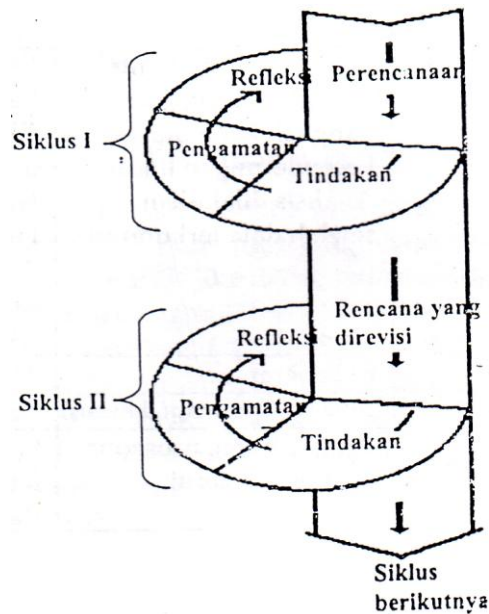 Refleksi
Perencanaan
Siklus I
Pengamatan
Tindakan
Rencana yang
direvisi
Refleksi
Siklus II
Pengamatan
Tindakan
Siklus
berikutnya